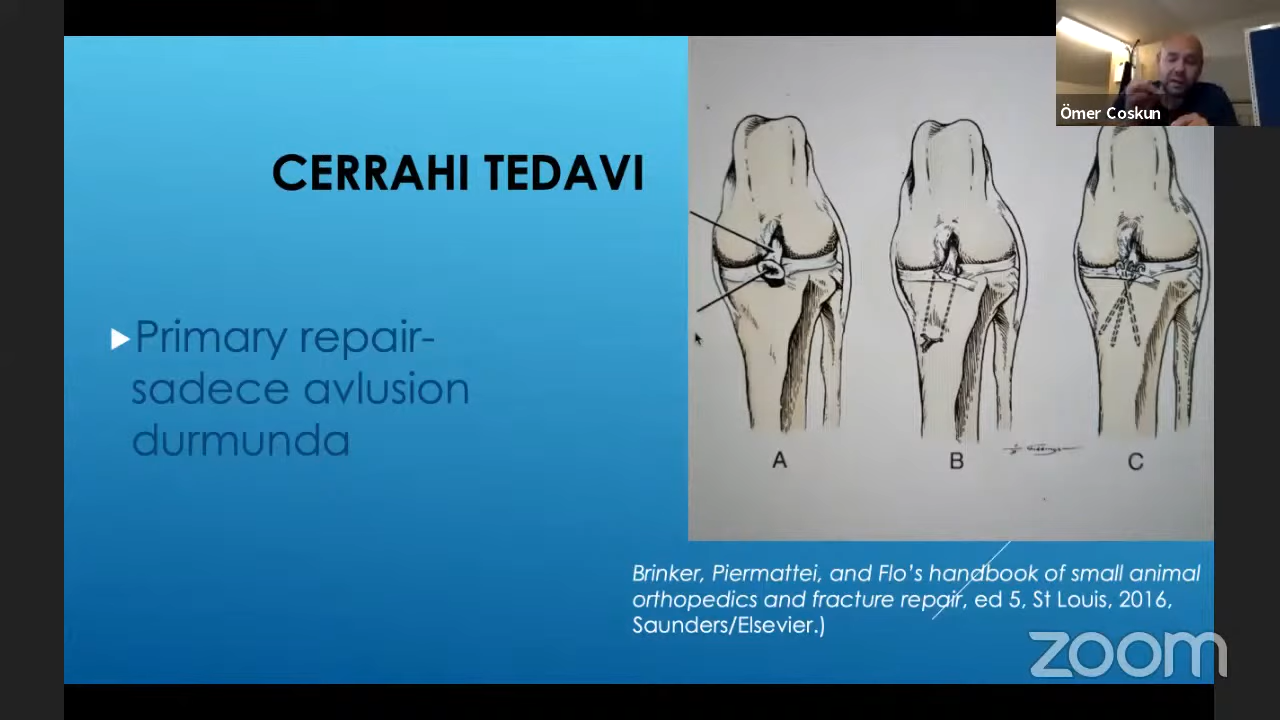 Ömer Coskun
CERRAHI TEDAVI
Primary repair-
sadece avlusion
durmunda
A
B
C
Brinker, Piermattei, and Flo's handbook of small animal
orthopedics and fracture repair, ed 5, St Louis, 2016,
Saunders/Elsevier.)
zoom